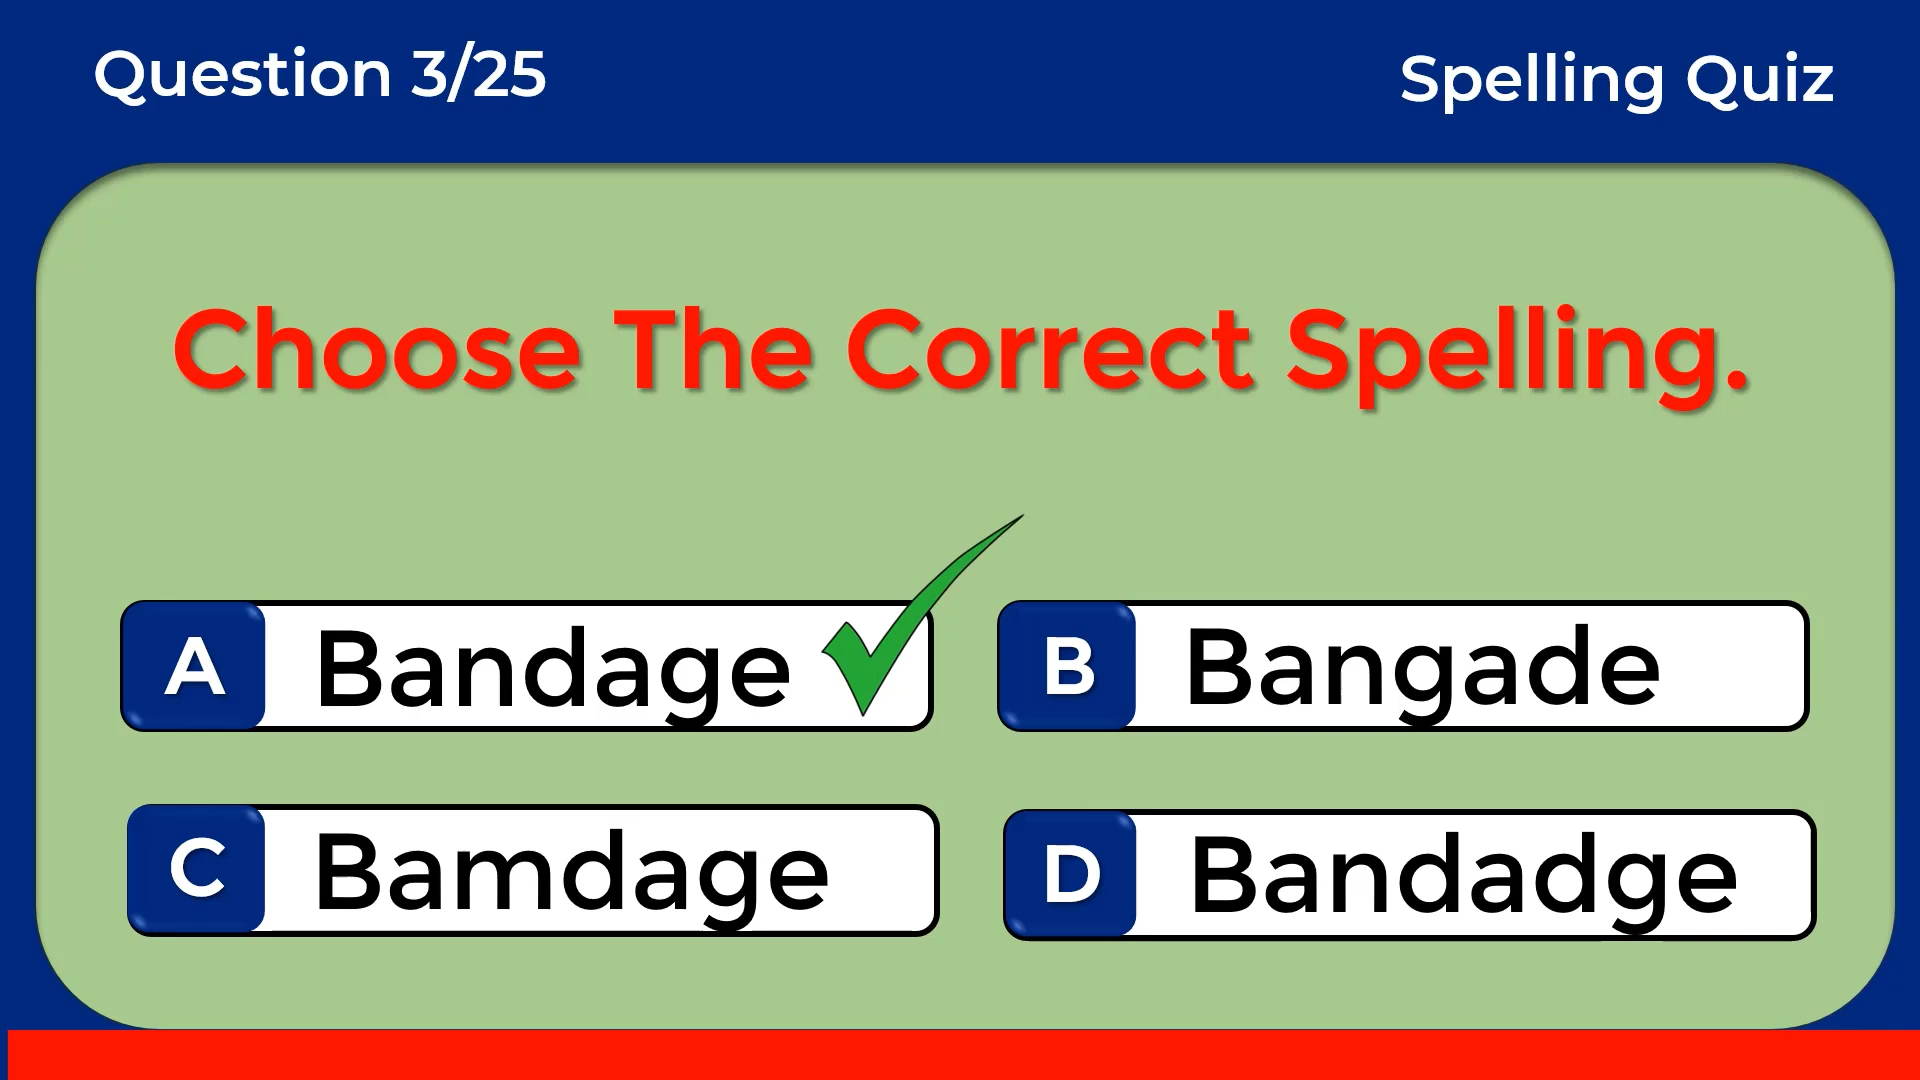 Question 3/25
Spelling Quiz
Choose The Correct Spelling.
A Bandage
B Bangade
C Bamdage
D Bandadge